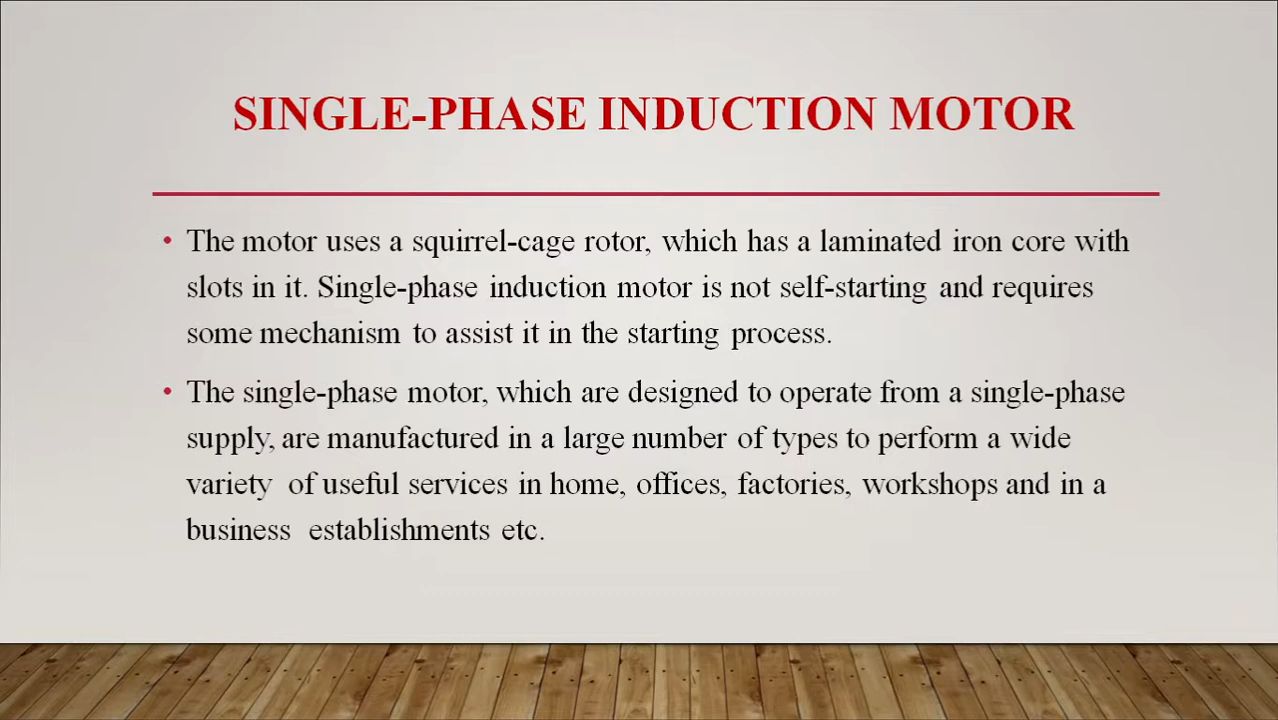 SINGLE-PHASE INDUCTION MOTOR
• The motor uses a squirrel-cage rotor, which has a laminated iron core with
slots in it. Single-phase induction motor is not self-starting and requires
some mechanism to assist it in the starting process.
• The single-phase motor, which are designed to operate from a single-phase
supply, are manufactured in a large number of types to perform a wide
variety of useful services in home, offices, factories, workshops and in a
business establishments etc.